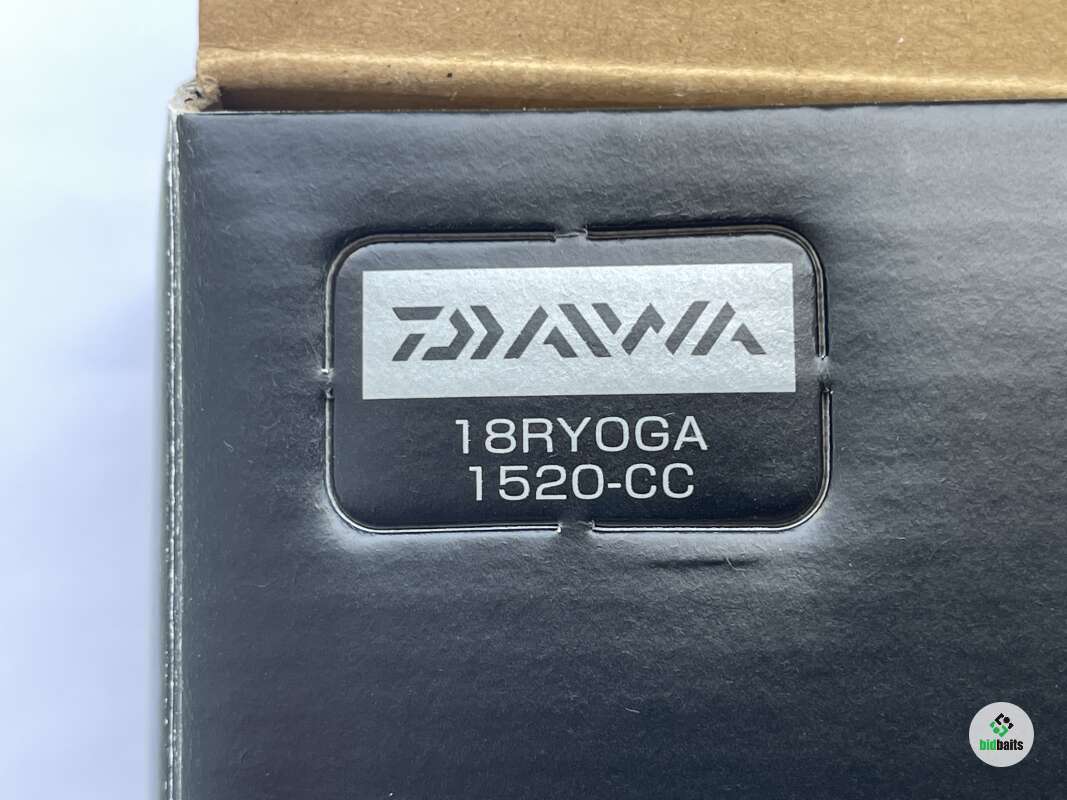 DAIWA
18RYOGA
1520-CC
bidbaits